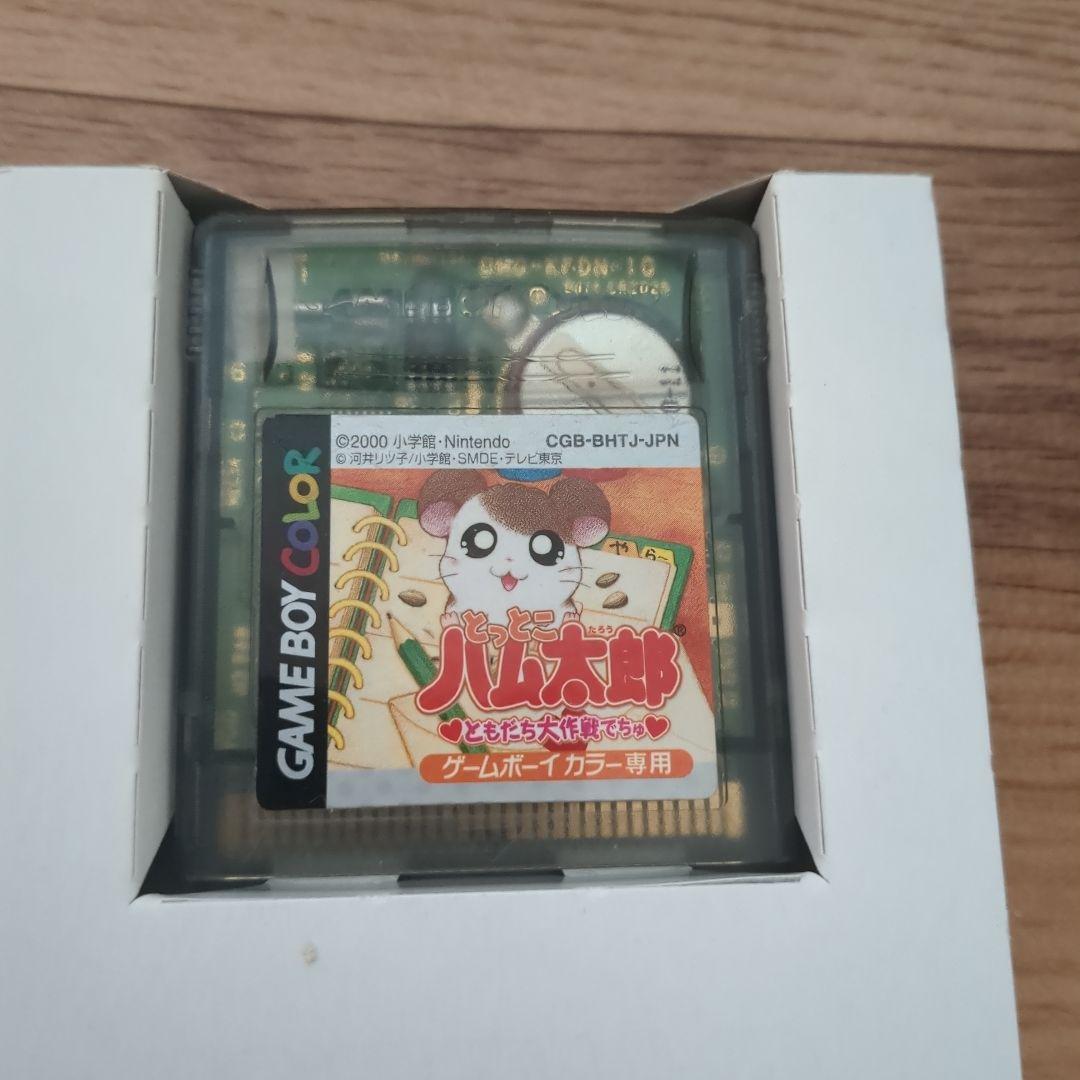 GAME BOY COLOR
©2000 小学館・Nintendo CGB-BHTJ-JPN
© 河井リツ子/小学館・SMDE・テレビ東京
や ら
とっとこ
たろう
ハム太郎®
♥ともだち大作戦でちゅ♥
ゲームボーイカラー専用